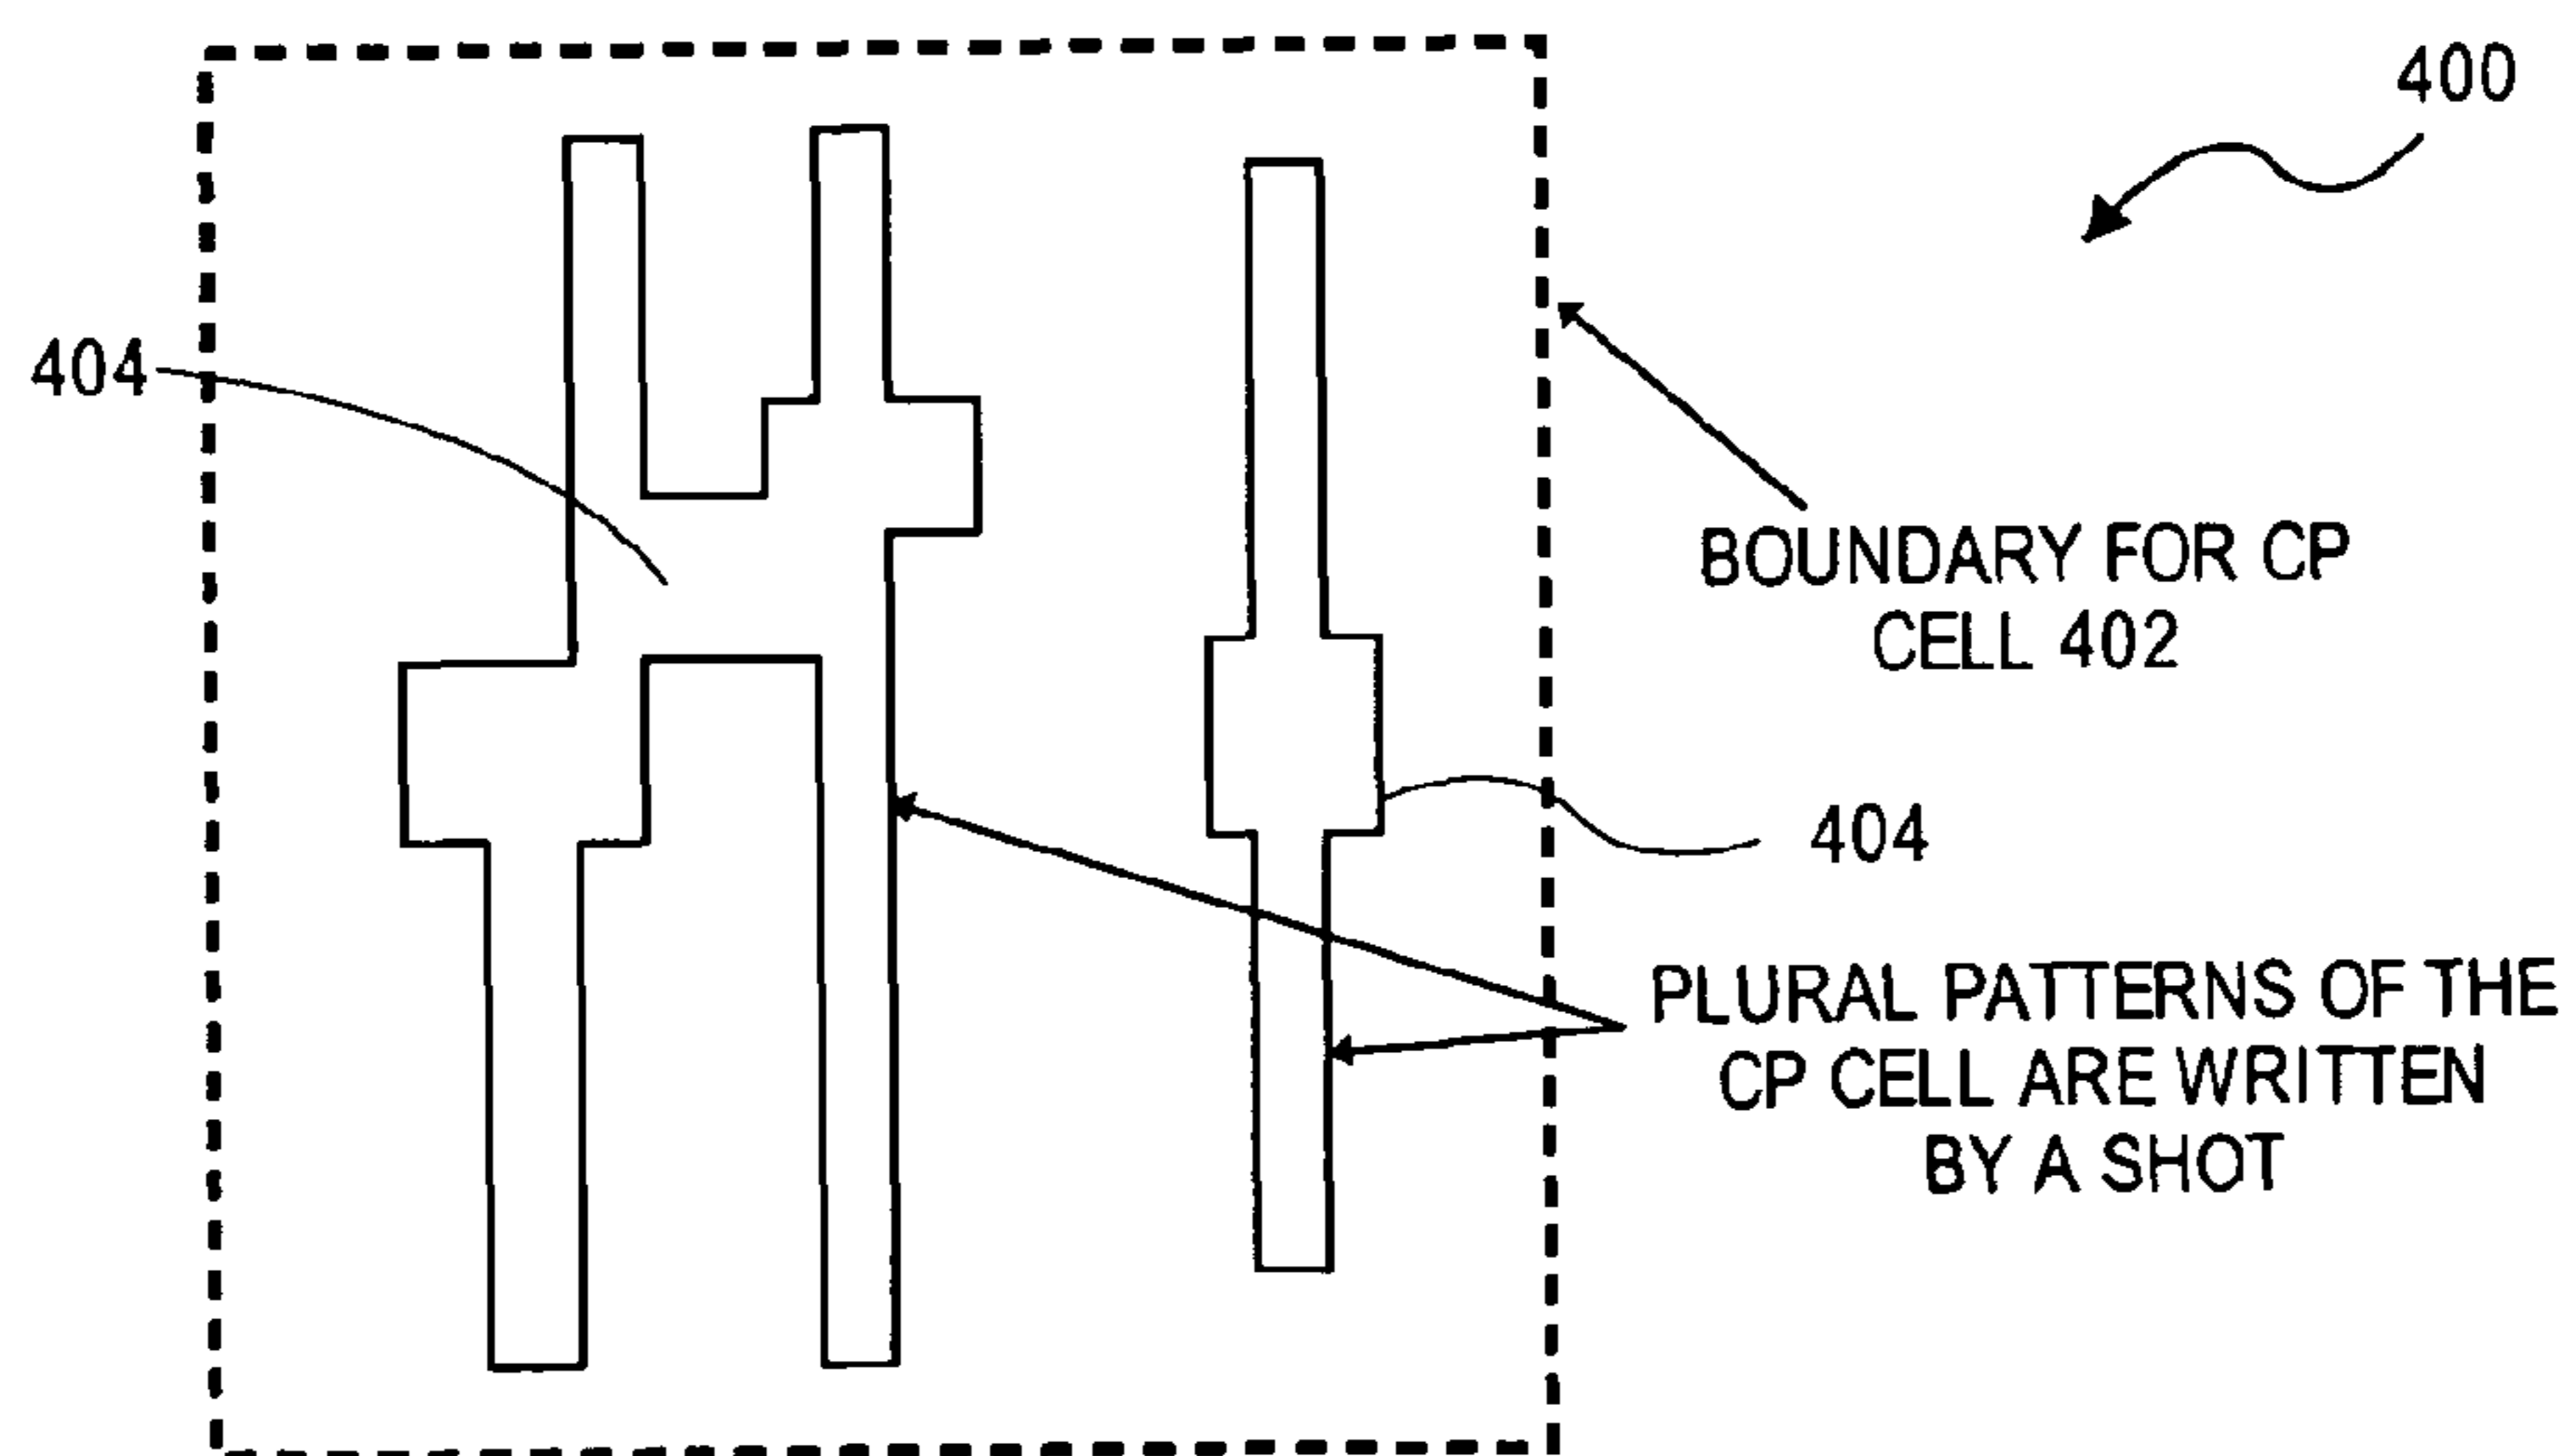 400
404
BOUNDARY FOR CP
CELL 402
404
PLURAL PATTERNS OF THE
CP CELL ARE WRITTEN
BY A SHOT